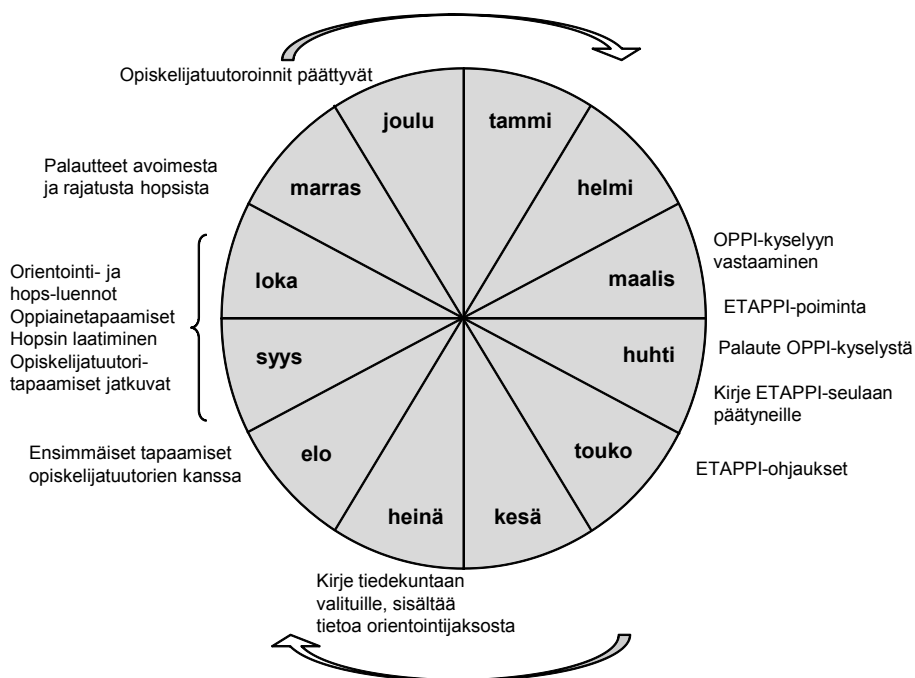 Opiskelijatuutoroinnit päättyvät
joulu
tammi
helmi
maalis
huhti
touko
kesä
heinä
elo
syys
loka
marras
OPPI-kyselyyn
vastaaminen
ETAPPI-poiminta
Palaute OPPI-kyselystä
Kirje ETAPPI-seulaan
päätyneille
ETAPPI-ohjaukset
Kirje tiedekuntaan
valituille, sisältää
tietoa orientointijaksosta
Ensimmäiset tapaamiset
opiskelijatuutorien kanssa
Orientointi- ja
hops-luennot
Oppiainetapaamiset
Hopsin laatiminen
Opiskelijatuutori-
tapaamiset jatkuvat
Palautteet avoimesta
ja rajatusta hopsista